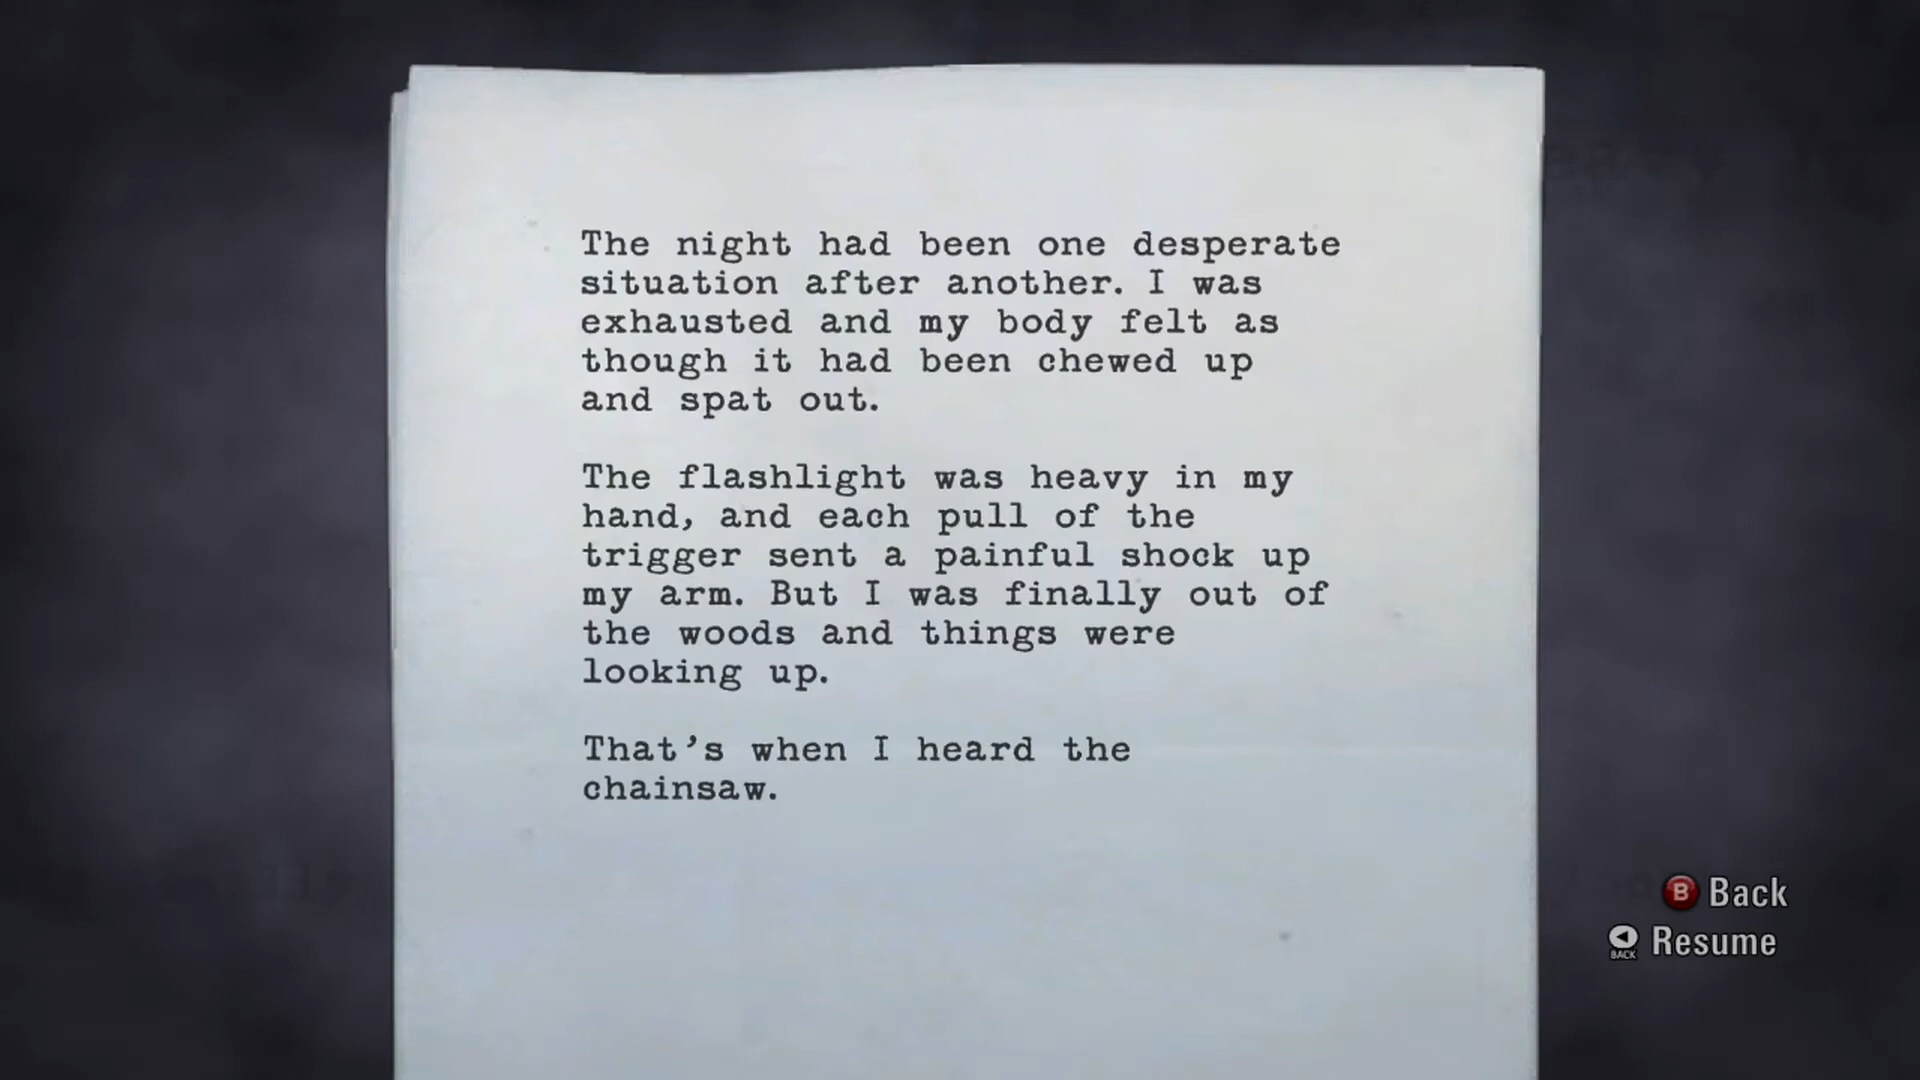 The night had been one desperate
situation after another. I was
exhausted and my body felt as
though it had been chewed up
and spat out.
The flashlight was heavy in my
hand, and each pull of the
trigger sent a painful shock up
my arm. But I was finally out of
the woods and things were
looking up.
That's when I heard the
chainsaw.
B Back
BACK Resume